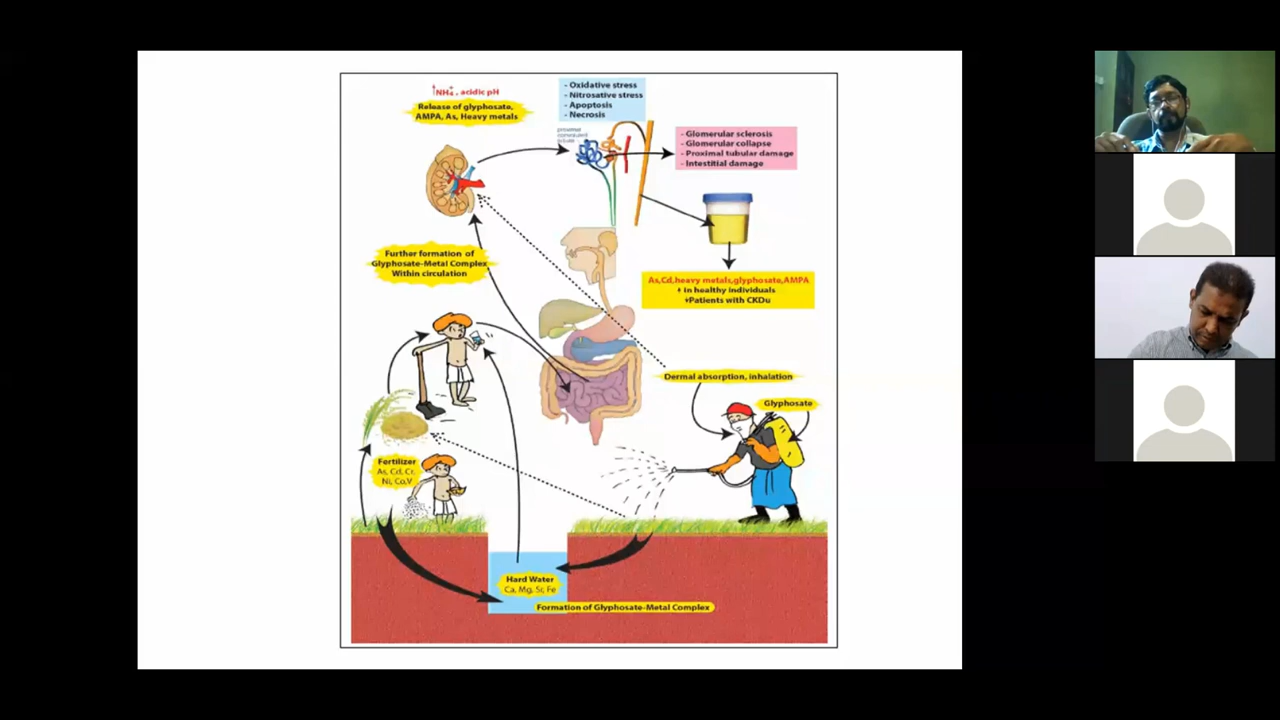 ↑NH₄⁺, acidic pH
Release of glyphosate,
AMPA, As, Heavy metals
- Oxidative stress
- Nitrosative stress
- Apoptosis
- Necrosis
- Glomerular sclerosis
- Glomerular collapse
- Proximal tubular damage
- Intestitial damage
Further formation of
Glyphosate-Metal Complex
Within circulation
As,Cd,heavy metals,glyphosate,AMPA
in healthy individuals
Patients with CKDu
Dermal absorption, inhalation
Glyphosate
Fertilizer
As, Cd, Cr,
Ni, Co,V
Hard Water
Ca, Mg, Sr, Fe
Formation of Glyphosate-Metal Complex